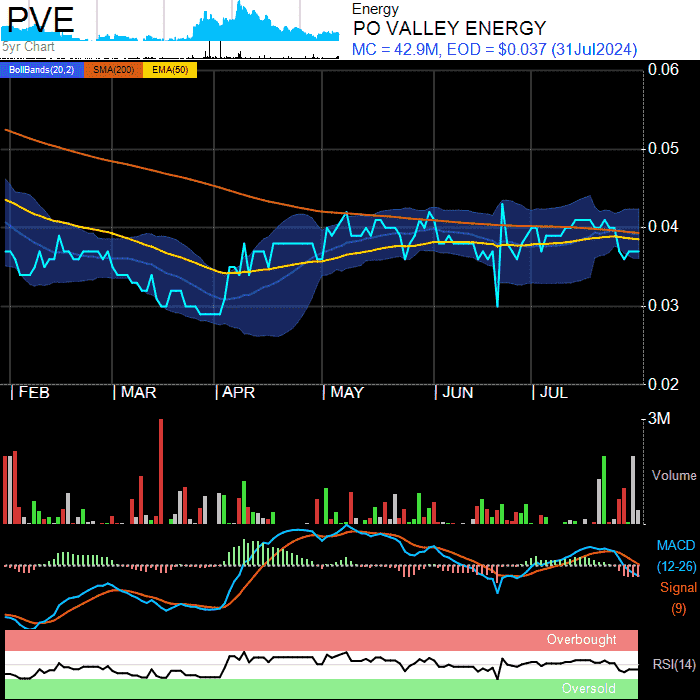 PVE
5yr Chart
Energy
PO VALLEY ENERGY
MC = 42.9M, EOD = $0.037 (31Jul2024)
BollBands(20,2) SMA(200) EMA(50)
0.06
0.05
0.04
0.03
0.02
FEB MAR APR MAY JUN JUL
3M
Volume
MACD
(12-26)
Signal
(9)
Overbought
RSI(14)
Oversold